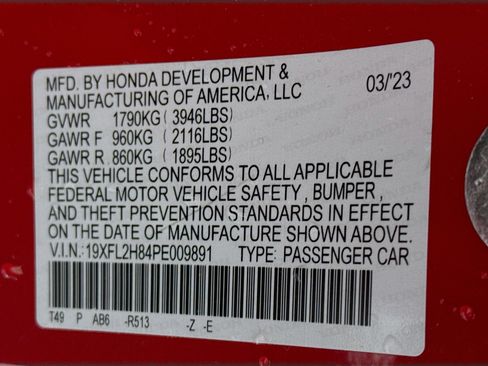 MFD. BY HONDA DEVELOPMENT & 03/'23
MANUFACTURING OF AMERICA, LLC
GVWR 1790KG ( 3946LBS)
GAWR F 960KG ( 2116LBS)
GAWR R 860KG ( 1895LBS)
THIS VEHICLE CONFORMS TO ALL APPLICABLE
FEDERAL MOTOR VEHICLE SAFETY , BUMPER,
AND THEFT PREVENTION STANDARDS IN EFFECT
ON THE DATE OF MANUFACTURE SHOWN ABOVE.
V.I.N.: 19XFL2H84PE009891 TYPE: PASSENGER CAR
T49 P AB6 -R513 -Z -E